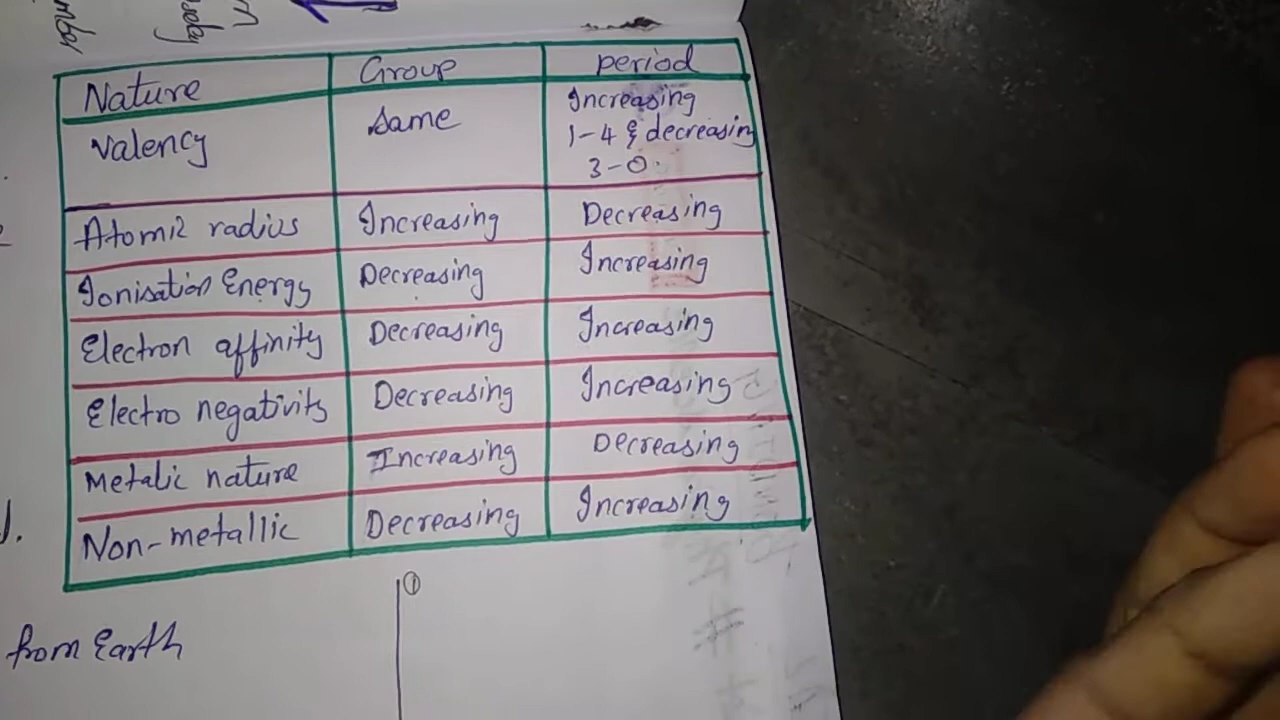 Nature Group period
Valency same Increasing
1-4 & decreasing
3-0.
Atomic radius Increasing Decreasing
Ionisation Energy Decreasing Increasing
Electron affinity Decreasing Increasing
Electro negativity Decreasing Increasing
Metalic nature Increasing Decreasing
Non-metallic Decreasing Increasing
①
from Earth